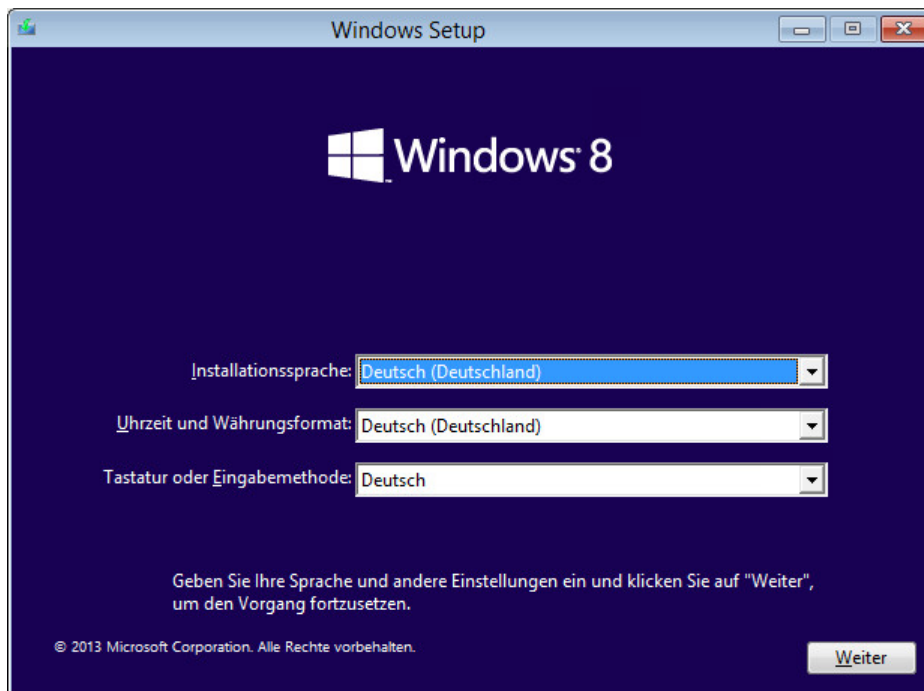 Windows Setup
Windows 8
Installationssprache: Deutsch (Deutschland)
Uhrzeit und Währungsformat: Deutsch (Deutschland)
Tastatur oder Eingabemethode: Deutsch
Geben Sie Ihre Sprache und andere Einstellungen ein und klicken Sie auf "Weiter",
um den Vorgang fortzusetzen.
© 2013 Microsoft Corporation. Alle Rechte vorbehalten.
Weiter